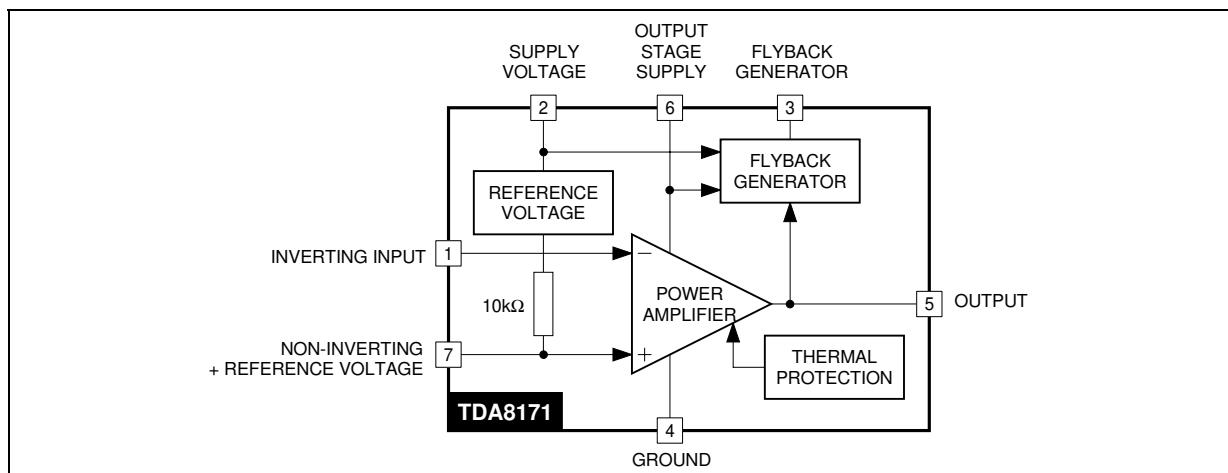 SUPPLY
VOLTAGE
OUTPUT
STAGE
SUPPLY
FLYBACK
GENERATOR
2
6
3
FLYBACK
GENERATOR
REFERENCE
VOLTAGE
INVERTING INPUT
1
−
10kΩ
POWER
AMPLIFIER
5
OUTPUT
NON-INVERTING
+ REFERENCE VOLTAGE
7
+
THERMAL
PROTECTION
TDA8171
4
GROUND